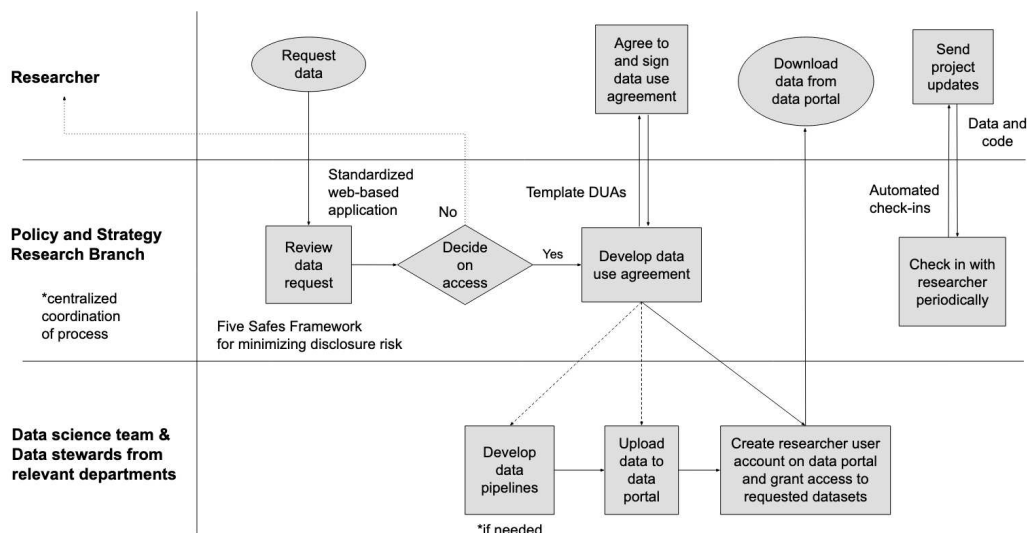 Researcher
Request
data
Agree to
and sign
data use
agreement
Download
data from
data portal
Send
project
updates
Data and
code
Standardized
web-based
application
Template DUAs
Automated
check-ins
Policy and Strategy
Research Branch
*centralized
coordination
of process
Review
data
request
No
Decide
on
access
Yes
Develop data
use agreement
Check in with
researcher
periodically
Five Safes Framework
for minimizing disclosure risk
Data science team &
Data stewards from
relevant departments
Develop
data
pipelines
*if needed
Upload
data to
data
portal
Create researcher user
account on data portal
and grant access to
requested datasets